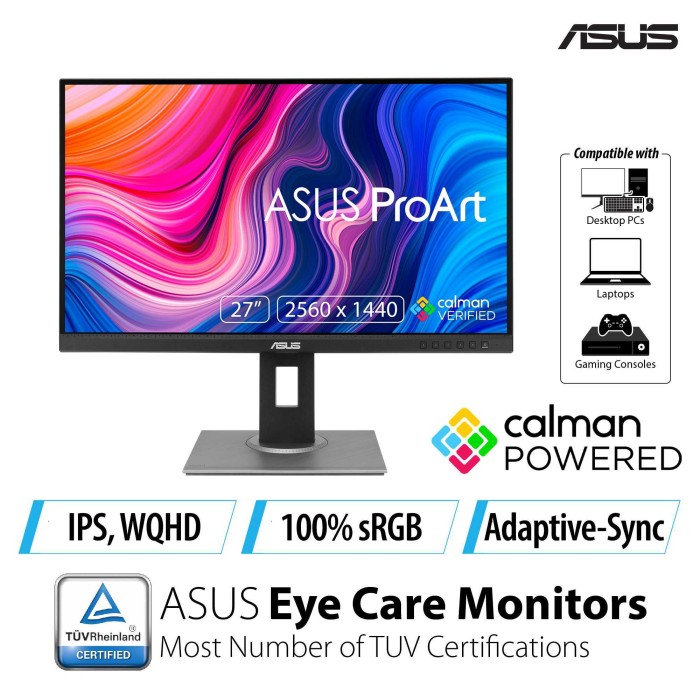 ASUS
Compatible with
Desktop PCs
Laptops
Gaming Consoles
ASUS ProArt
27”
2560 x 1440
calman
VERIFIED
ASUS
calman
POWERED
IPS, WQHD
100% sRGB
Adaptive-Sync
TÜVRheinland
CERTIFIED
ASUS Eye Care Monitors
Most Number of TUV Certifications